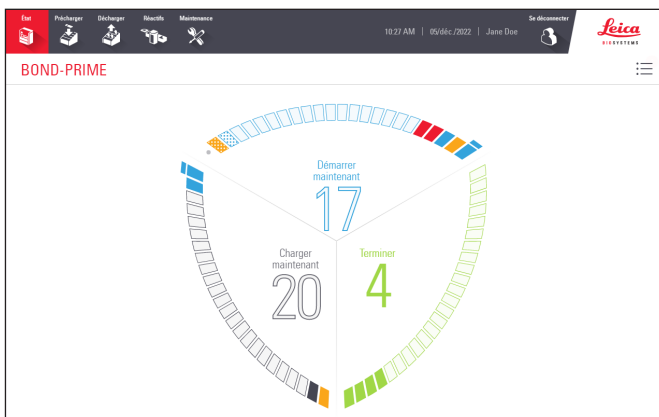 État
Précharger
Décharger
Réactifs
Maintenance
10:27 AM | 05/déc./2022 | Jane Doe
Se déconnecter
Leica
BIOSYSTEMS
BOND-PRIME
Démarrer
maintenant
17
Charger
maintenant
20
Terminer
4